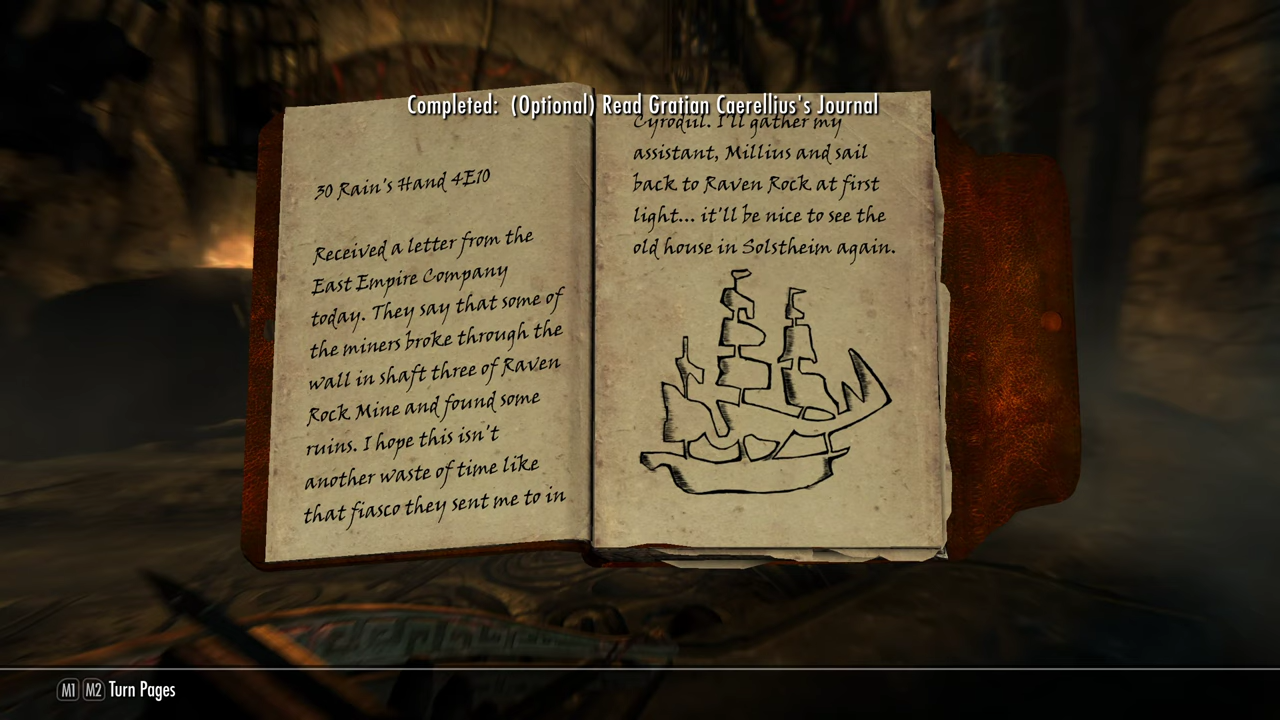 Completed: (Optional) Read Gratian Caerellius's Journal
30 Rain's Hand 4E10
Received a letter from the
East Empire Company
today. They say that some of
the miners broke through the
wall in shaft three of Raven
Rock Mine and found some
ruins. I hope this isn't
another waste of time like
that fiasco they sent me to in
Cyrodiil. I'll gather my
assistant, Millius and sail
back to Raven Rock at first
light... it'll be nice to see the
old house in Solstheim again.
M1 M2 Turn Pages